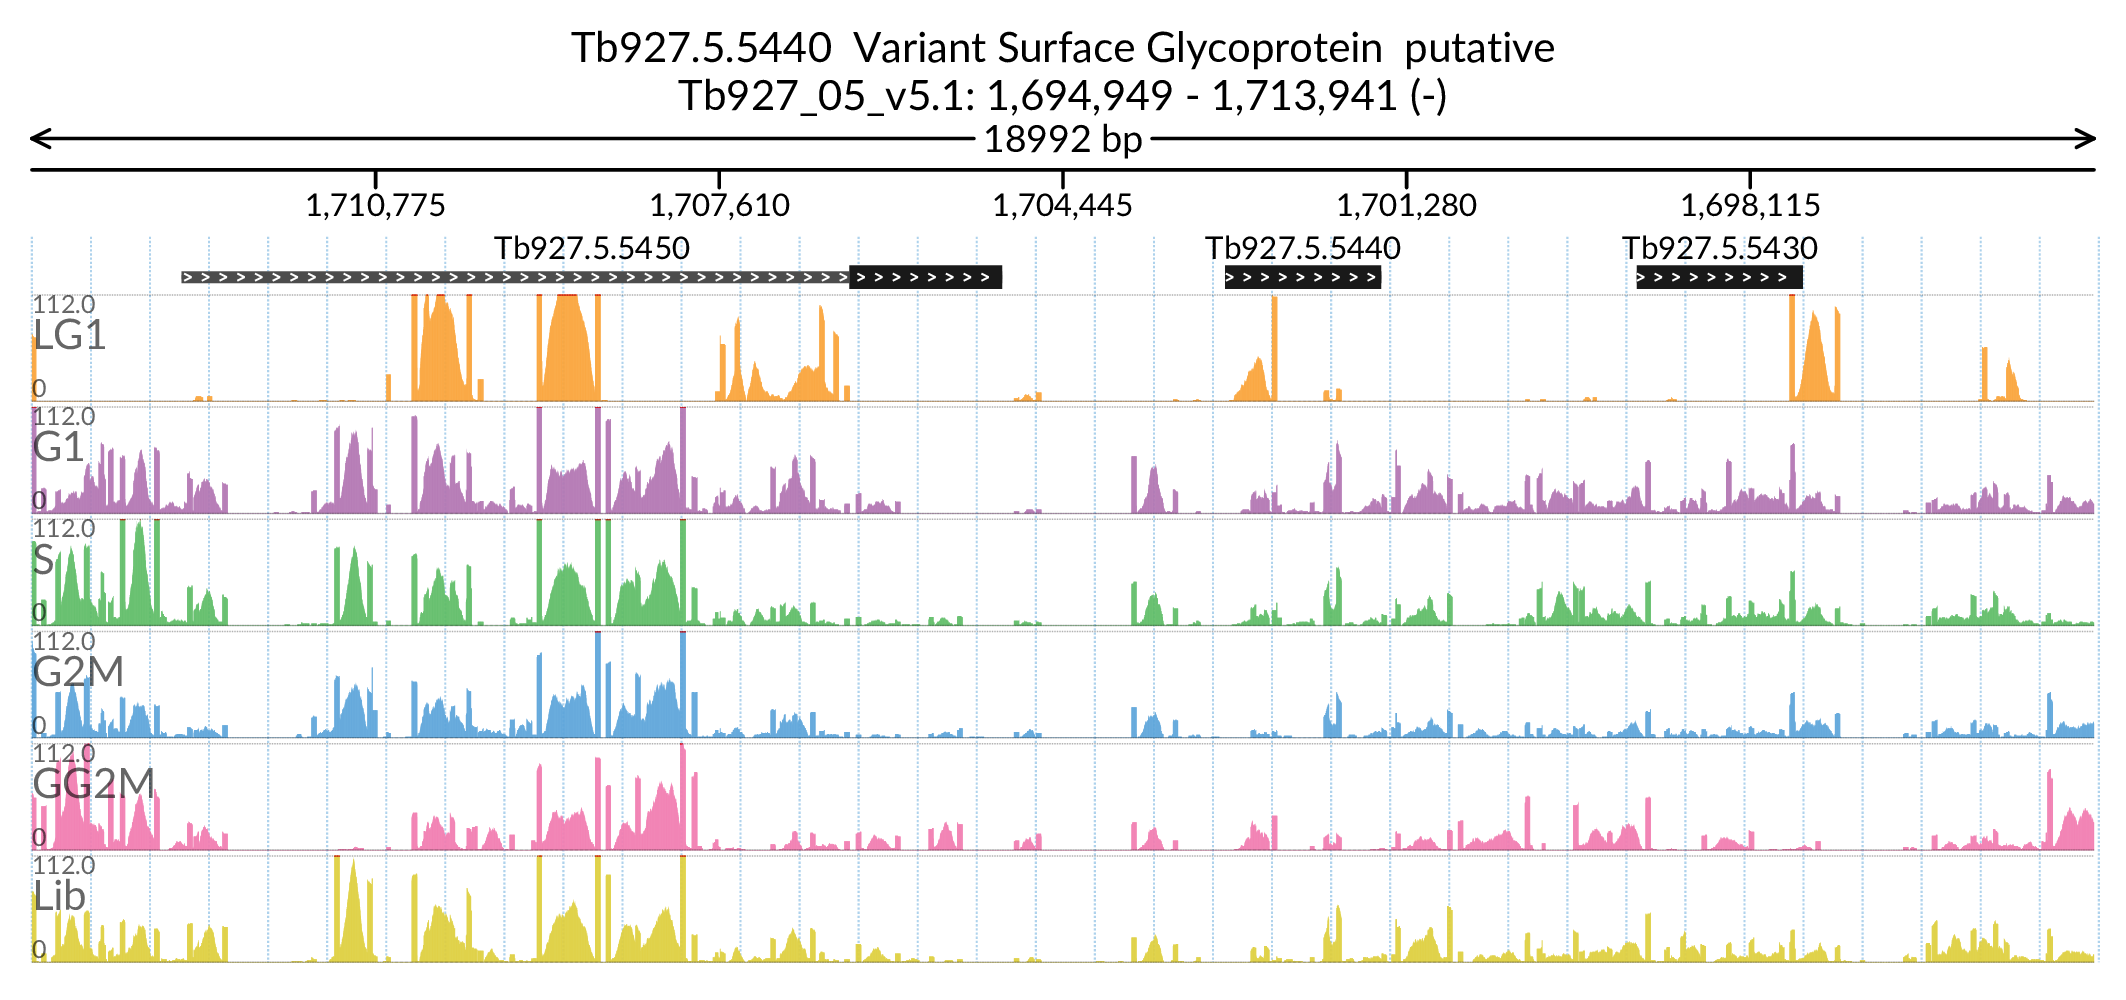 Tb927.5.5440  Variant Surface Glycoprotein  putative
Tb927_05_v5.1: 1,694,949 - 1,713,941 (-)
18992 bp
1,710,775 1,707,610 1,704,445 1,701,280 1,698,115
Tb927.5.5450 Tb927.5.5440 Tb927.5.5430
112.0
LG1
0
112.0
G1
0
112.0
S
0
112.0
G2M
0
112.0
GG2M
0
112.0
Lib
0